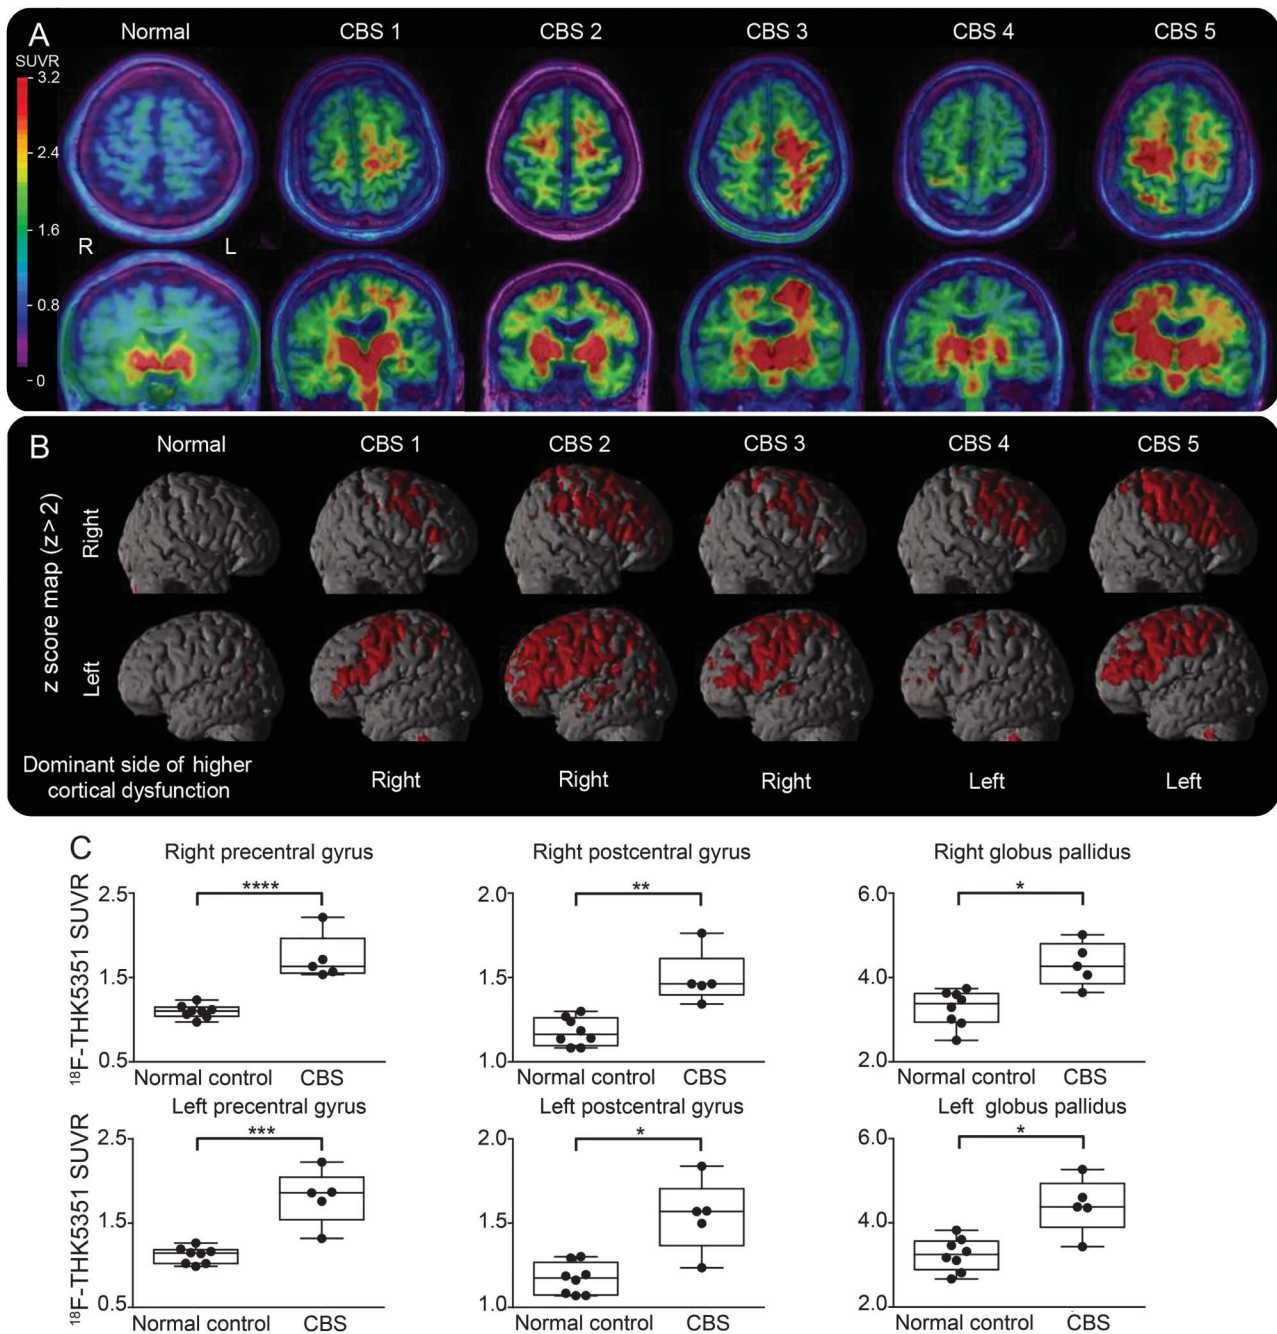 A
Normal CBS 1 CBS 2 CBS 3 CBS 4 CBS 5
SUVR
3.2
2.4
1.6
0.8
0
R L
B
Normal CBS 1 CBS 2 CBS 3 CBS 4 CBS 5
z score map (z > 2)
Right
Left
Dominant side of higher
cortical dysfunction
Right Right Right Left Left
C
Right precentral gyrus
¹⁸F-THK5351 SUVR
2.5
1.5
0.5
****
Normal control CBS
Right postcentral gyrus
2.0
1.5
1.0
**
Normal control CBS
Right globus pallidus
6.0
4.0
2.0
*
Normal control CBS
Left precentral gyrus
¹⁸F-THK5351 SUVR
2.5
1.5
0.5
***
Normal control CBS
Left postcentral gyrus
2.0
1.5
1.0
*
Normal control CBS
Left globus pallidus
6.0
4.0
2.0
*
Normal control CBS